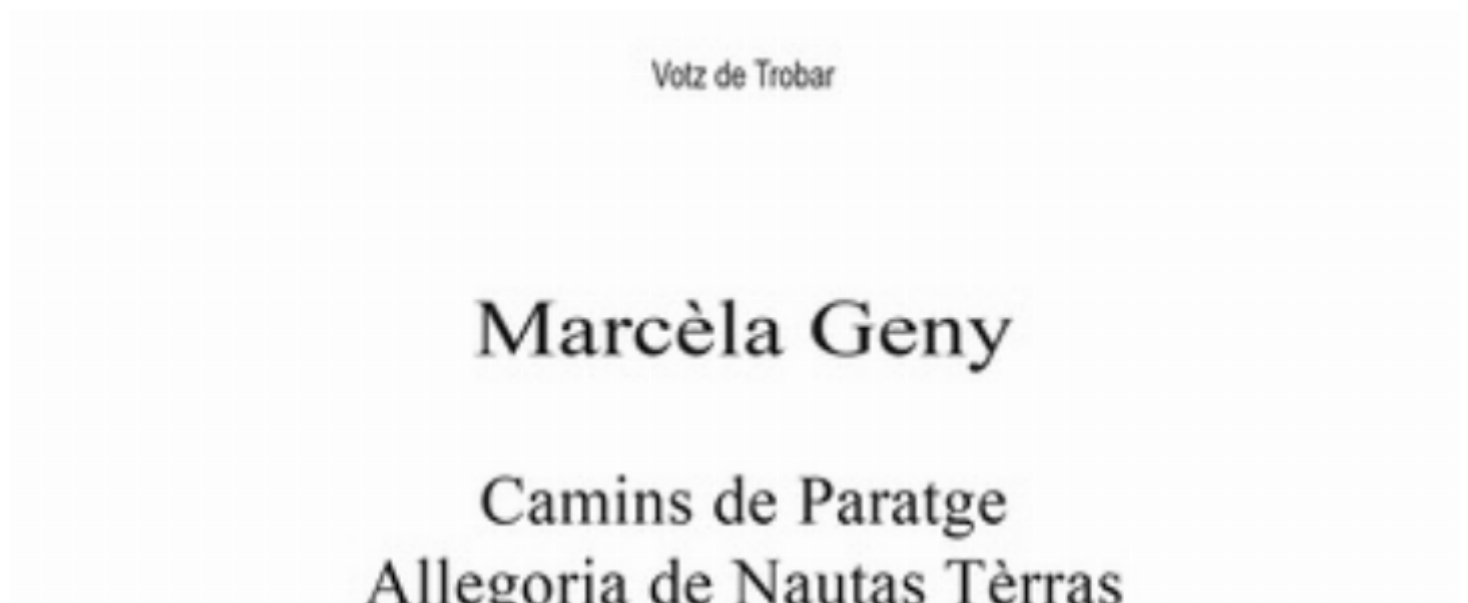 Votz de Trobar
Marcèla Geny
Camins de Paratge
Allegoria de Nautas Tèrras